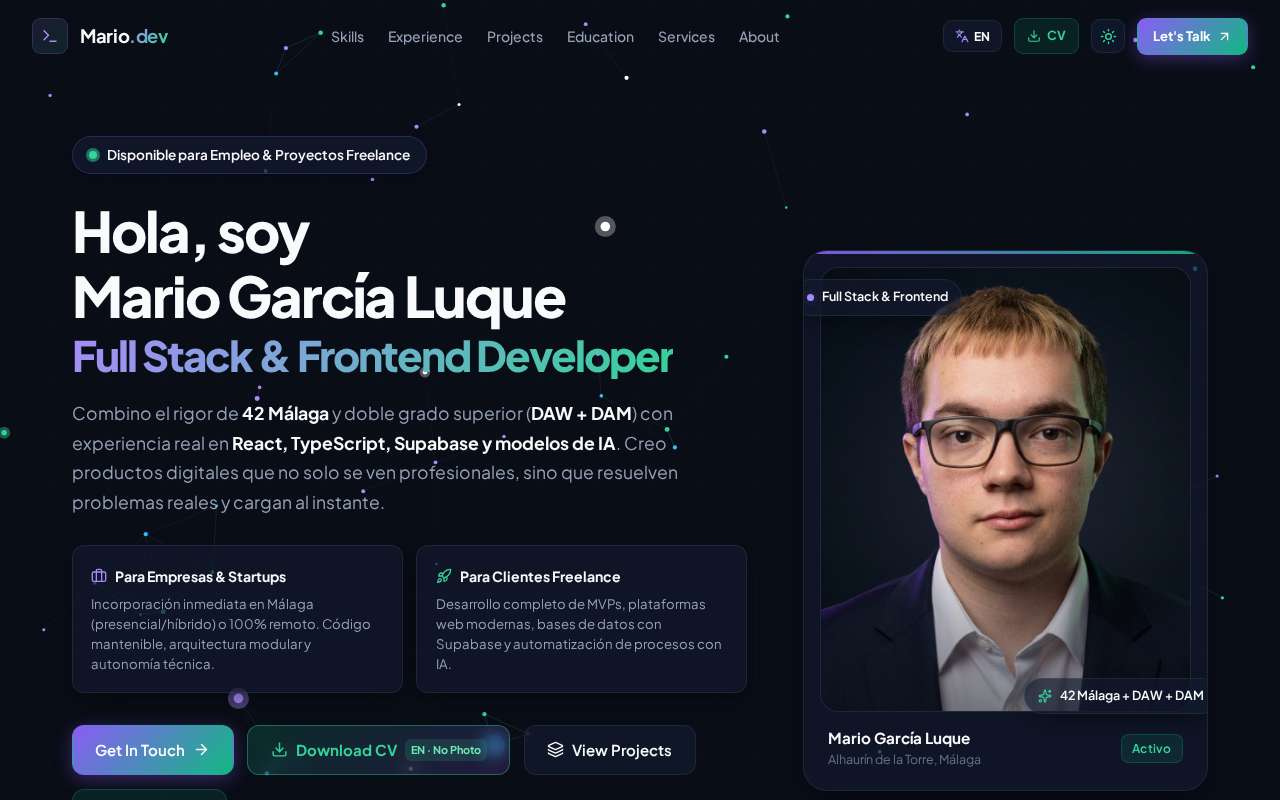 Mario.dev
Skills
Experience
Projects
Education
Services
About
EN
CV
Let's Talk
Disponible para Empleo & Proyectos Freelance
Hola, soy
Mario García Luque
Full Stack & Frontend Developer
Combino el rigor de 42 Málaga y doble grado superior (DAW + DAM) con
experiencia real en React, TypeScript, Supabase y modelos de IA. Creo
productos digitales que no solo se ven profesionales, sino que resuelven
problemas reales y cargan al instante.
Para Empresas & Startups
Incorporación inmediata en Málaga
(presencial/híbrido) o 100% remoto. Código
mantenible, arquitectura modular y
autonomía técnica.
Para Clientes Freelance
Desarrollo completo de MVPs, plataformas
web modernas, bases de datos con
Supabase y automatización de procesos con
IA.
Get In Touch
Download CV
EN · No Photo
View Projects
Full Stack & Frontend
42 Málaga + DAW + DAM
Mario García Luque
Alhaurín de la Torre, Málaga
Activo